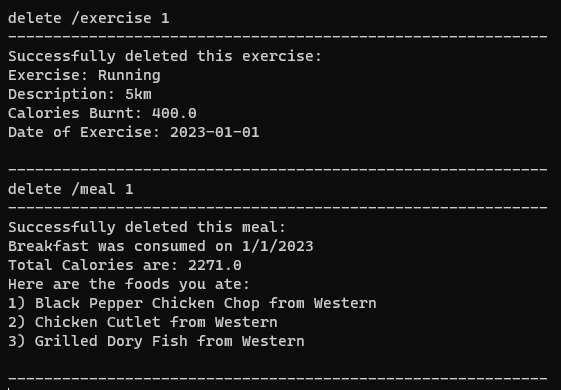 delete /exercise 1
------------------------------------------------------------
Successfully deleted this exercise:
Exercise: Running
Description: 5km
Calories Burnt: 400.0
Date of Exercise: 2023-01-01
------------------------------------------------------------
delete /meal 1
------------------------------------------------------------
Successfully deleted this meal:
Breakfast was consumed on 1/1/2023
Total Calories are: 2271.0
Here are the foods you ate:
1) Black Pepper Chicken Chop from Western
2) Chicken Cutlet from Western
3) Grilled Dory Fish from Western
------------------------------------------------------------